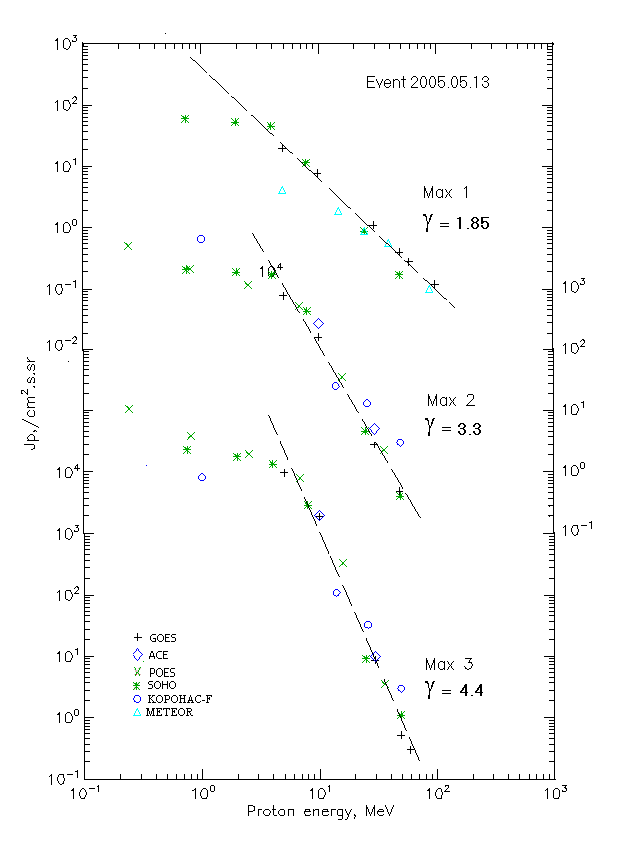 Event 2005.05.13
10³
10²
10¹
10⁰
10⁻¹
10⁻²
10⁴
10³
10²
10¹
10⁰
10⁻¹
Jp,/cm².s.sr
10⁴
Max 1
γ = 1.85
Max 2
γ = 3.3
Max 3
γ = 4.4
10³
10²
10¹
10⁰
10⁻¹
GOES
ACE
POES
SOHO
KOPOHAC-F
METEOR
10⁻¹ 10⁰ 10¹ 10² 10³
Proton energy, MeV